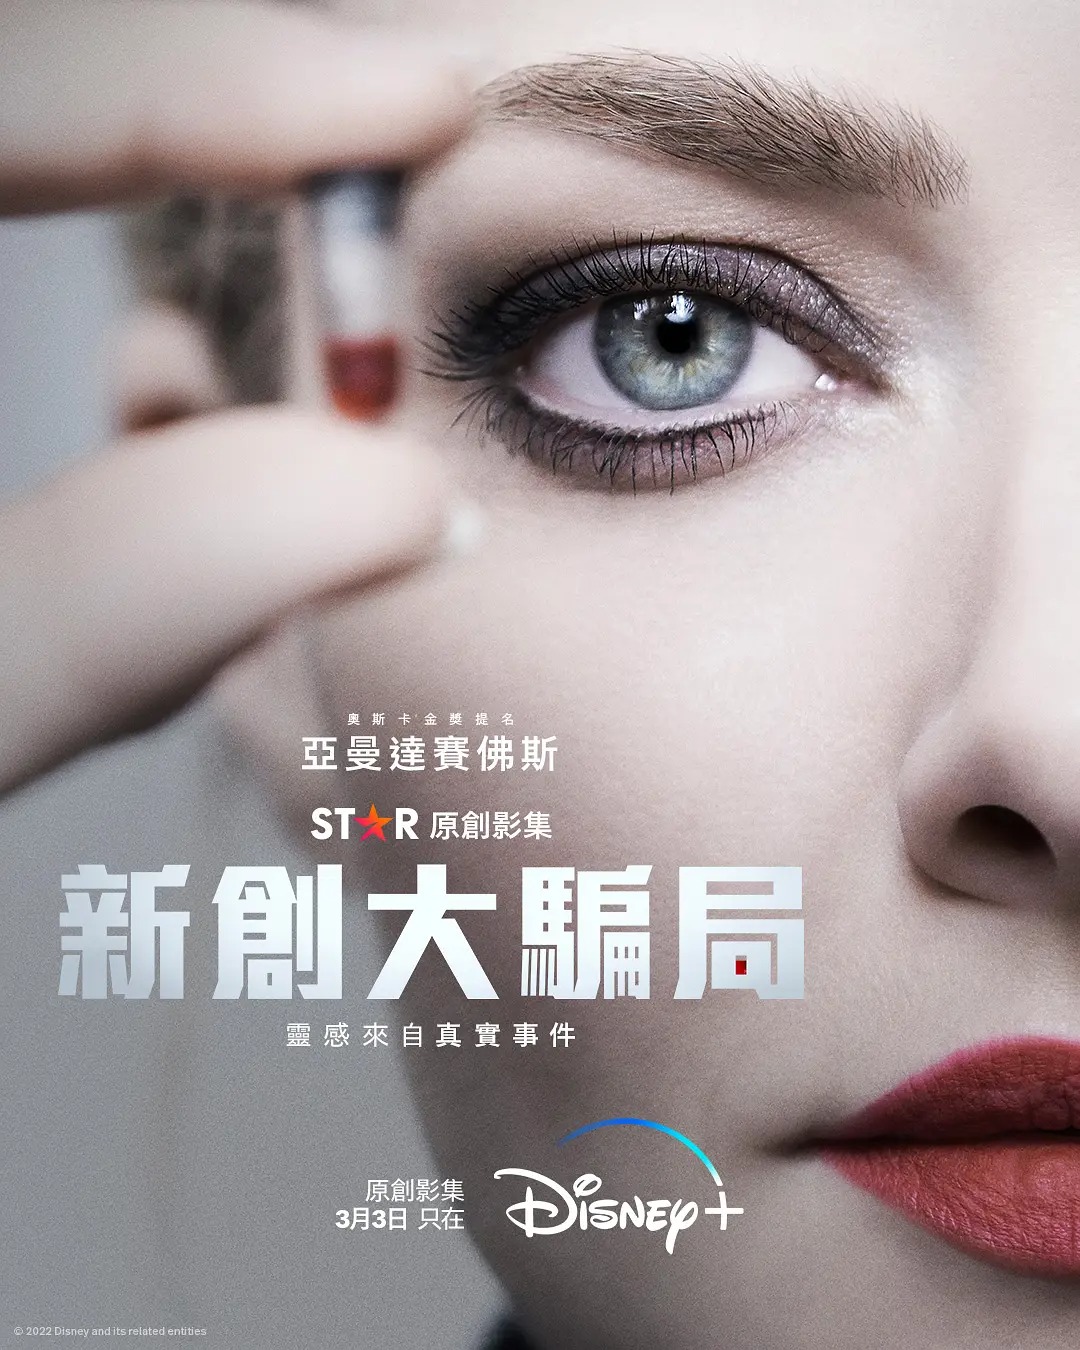 奧斯卡金獎提名
亞曼達賽佛斯
STAR 原創影集
新創大騙局
靈感來自真實事件
原創影集
3月3日 只在
Disney+
© 2022 Disney and its related entities